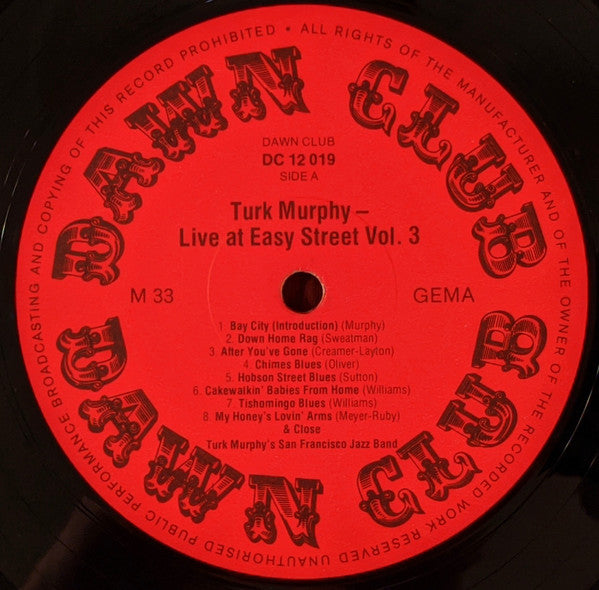 DAWN CLUB
DAWN CLUB
ALL RIGHTS OF THE MANUFACTURER AND OF THE OWNER OF THE RECORDED WORK RESERVED UNAUTHORISED PUBLIC PERFORMANCE BROADCASTING AND COPYING OF THIS RECORD PROHIBITED •
DAWN CLUB
DC 12 019
SIDE A
Turk Murphy –
Live at Easy Street Vol. 3
M 33
GEMA
1. Bay City (Introduction) (Murphy)
2. Down Home Rag (Sweatman)
3. After You've Gone (Creamer-Layton)
4. Chimes Blues (Oliver)
5. Hobson Street Blues (Sutton)
6. Cakewalkin' Babies From Home (Williams)
7. Tishomingo Blues (Williams)
8. My Honey's Lovin' Arms (Meyer-Ruby)
& Close
Turk Murphy's San Francisco Jazz Band